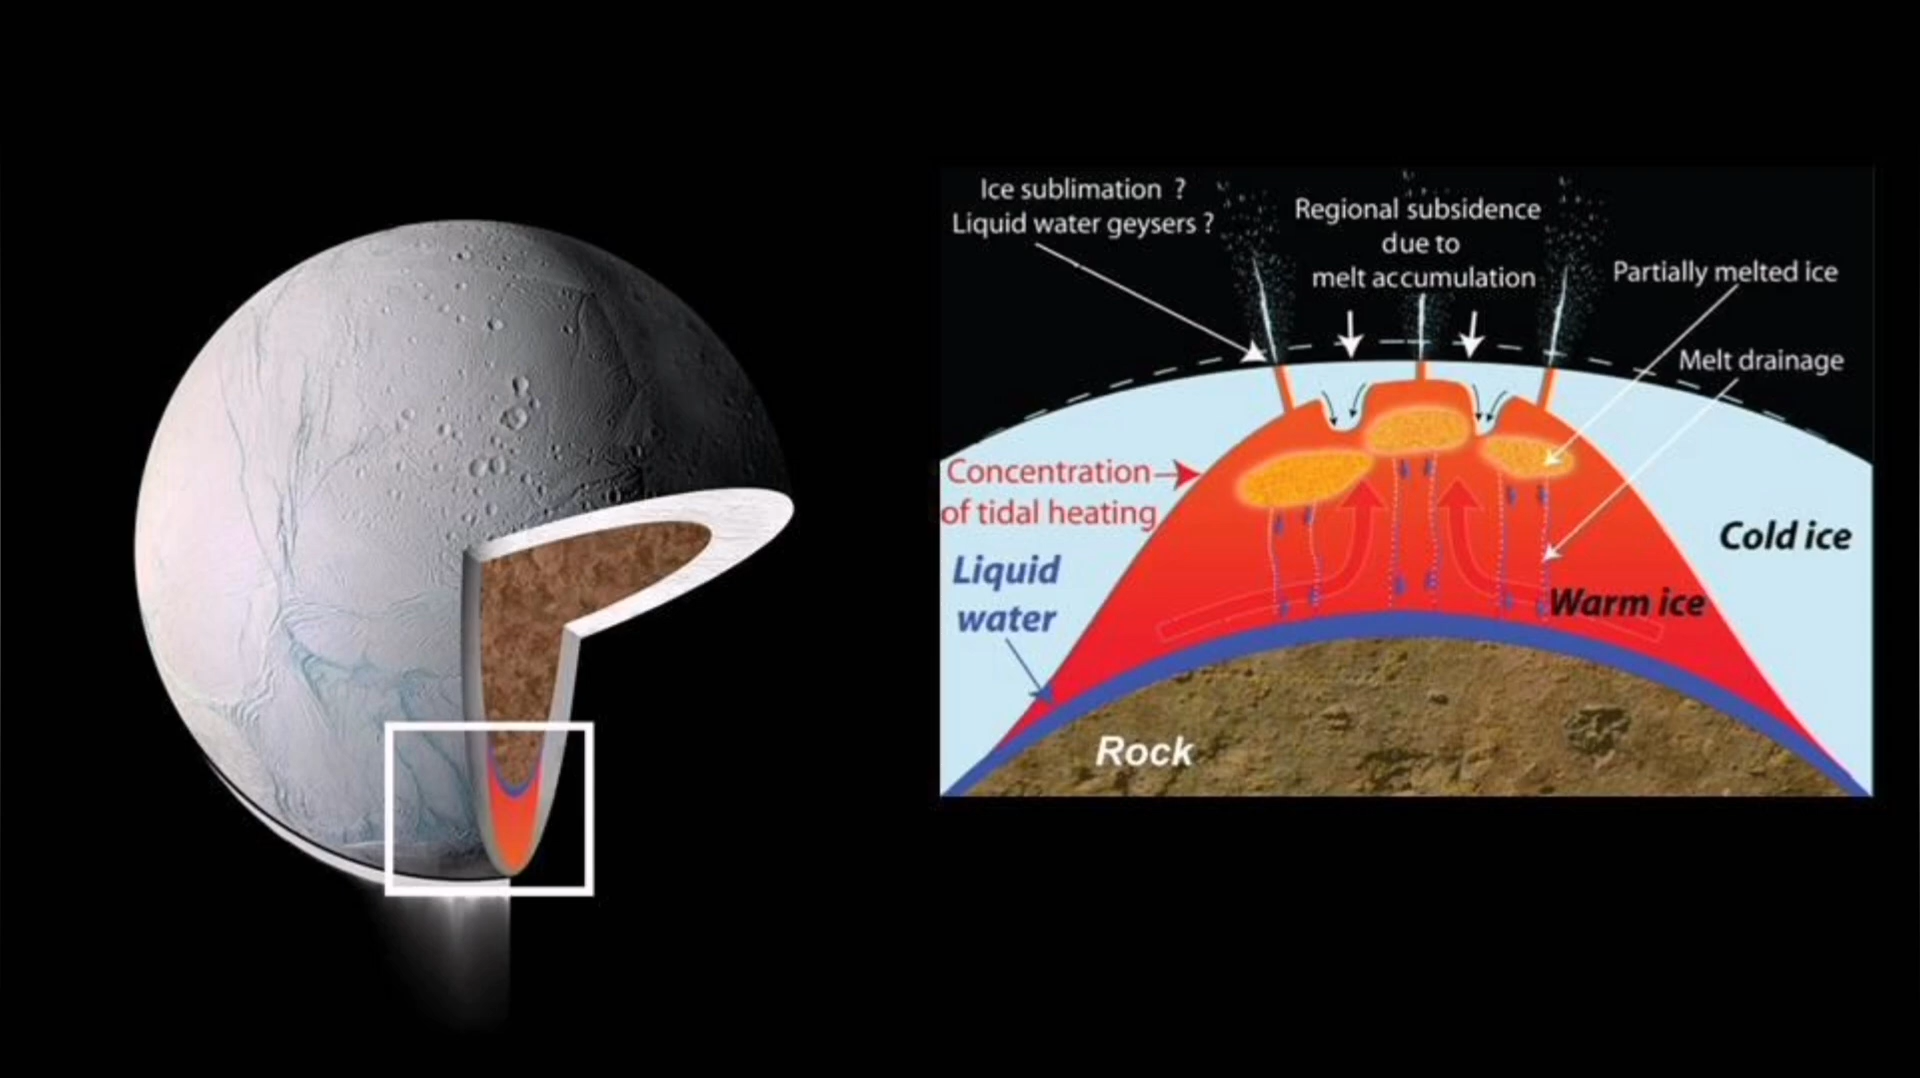 Ice sublimation ?
Liquid water geysers ?
Regional subsidence
due to
melt accumulation
Partially melted ice
Melt drainage
Concentration
of tidal heating
Liquid
water
Cold ice
Warm ice
Rock